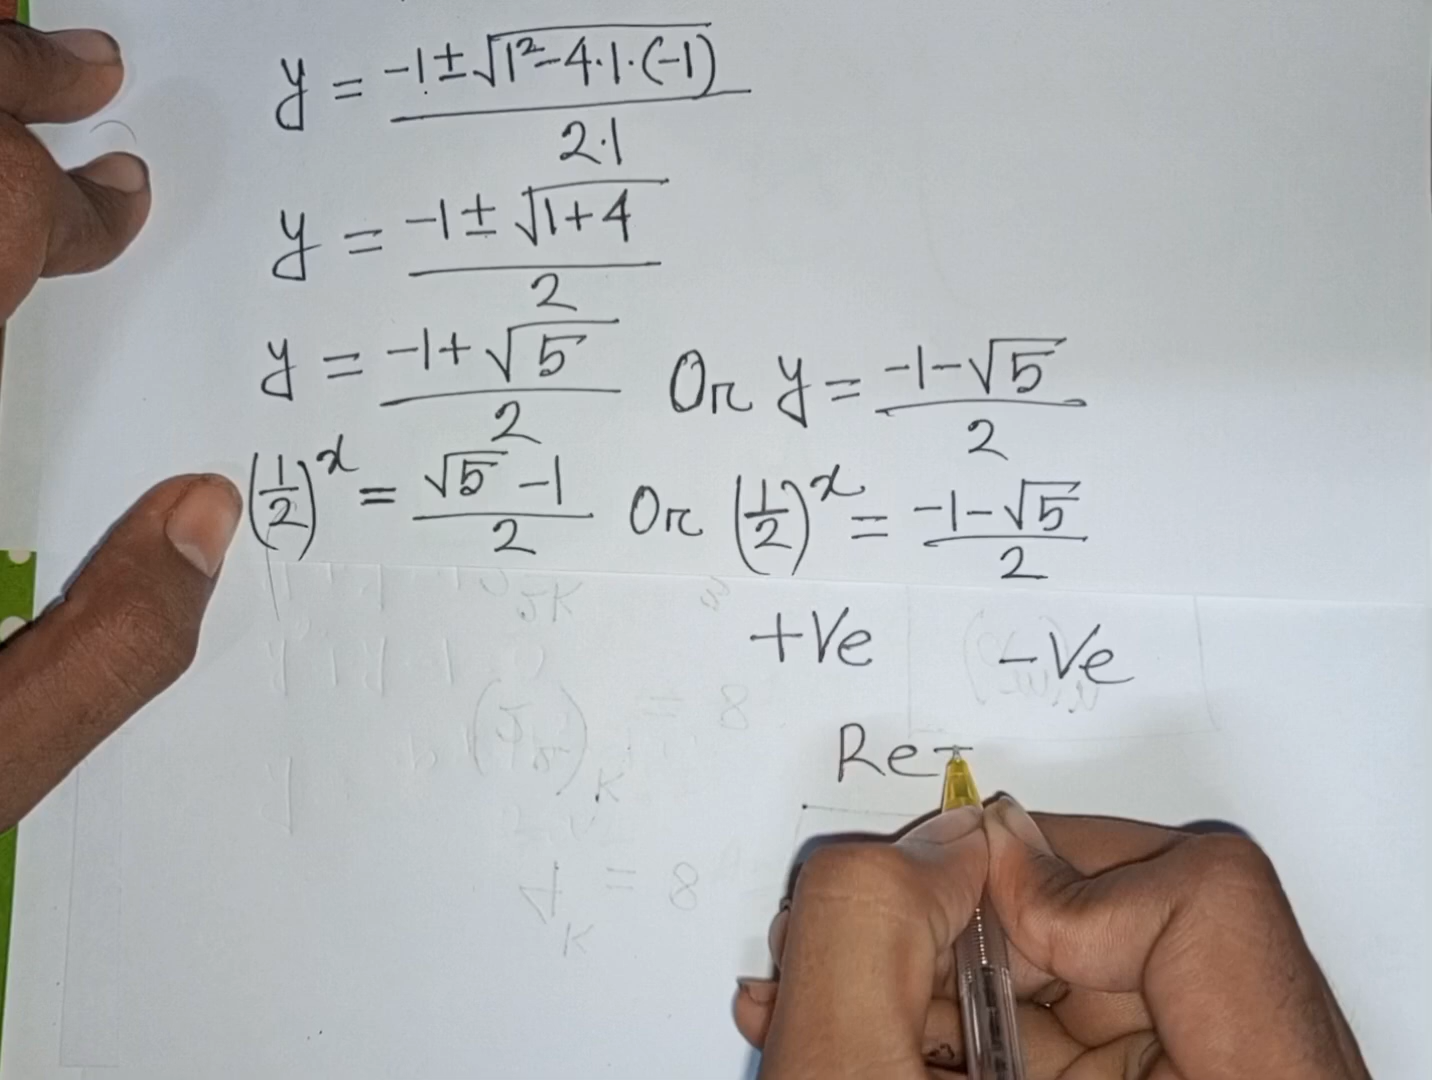 y = (-1 ± √(1² - 4·1·(-1))) / (2·1)
y = (-1 ± √(1+4)) / 2
y = (-1 + √5) / 2 Or y = (-1 - √5) / 2
(1/2)^x = (√5 - 1) / 2 Or (1/2)^x = (-1 - √5) / 2
+Ve -Ve
Re